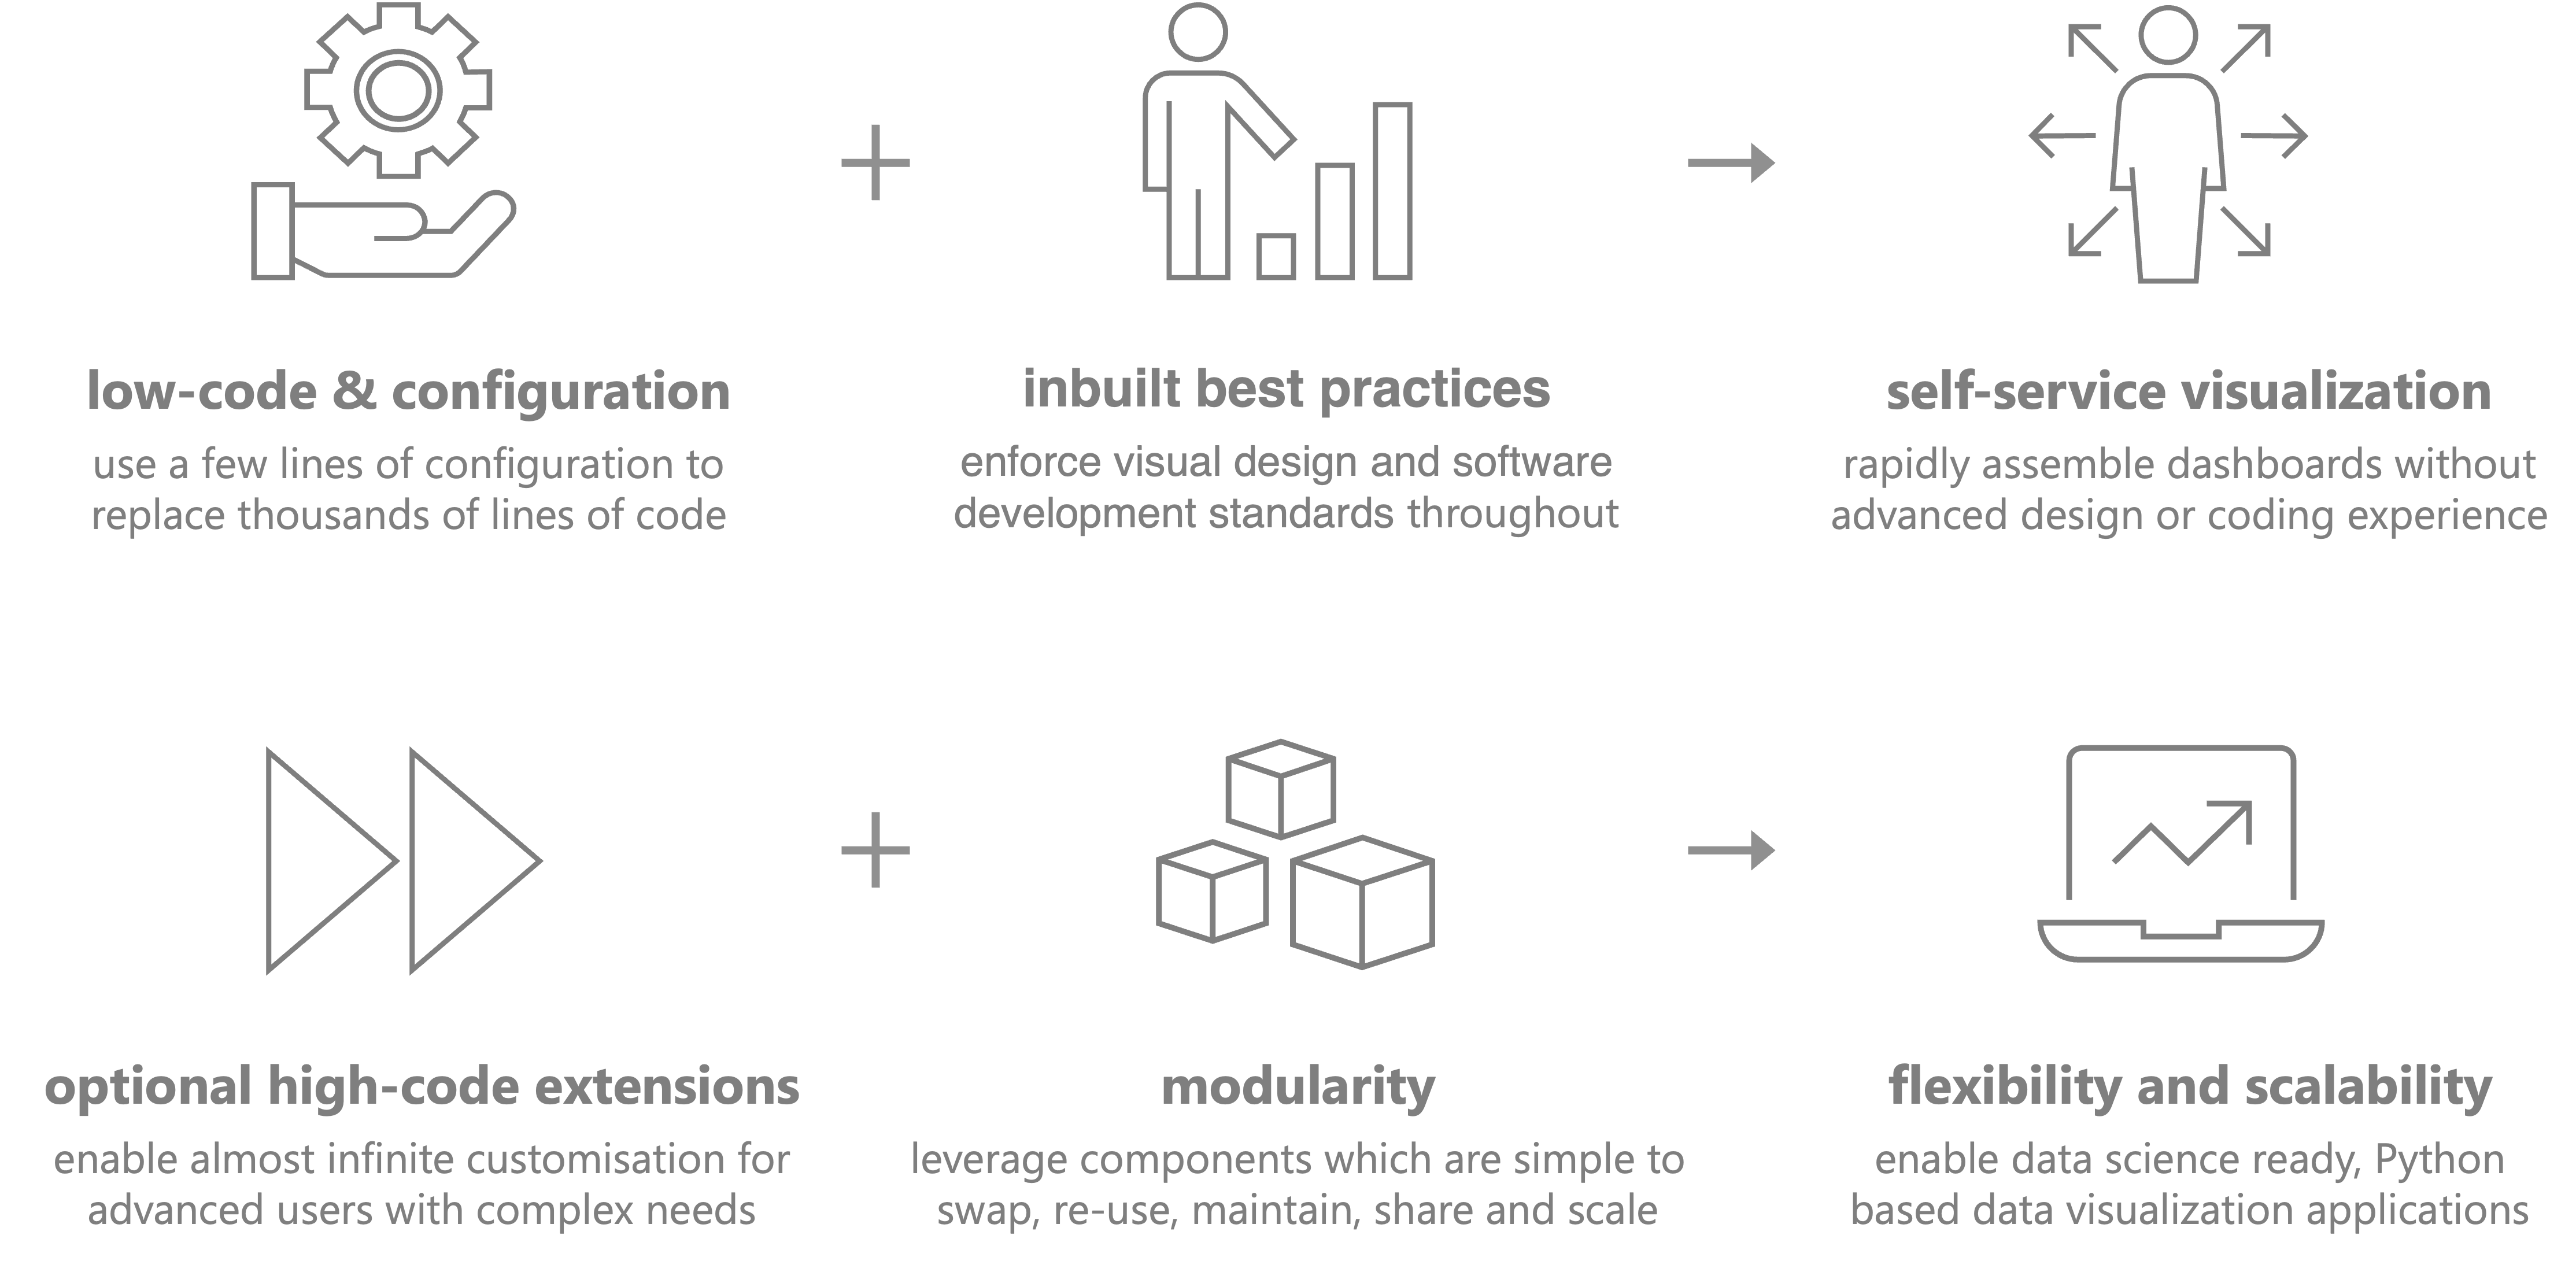 low-code & configuration
use a few lines of configuration to
replace thousands of lines of code
inbuilt best practices
enforce visual design and software
development standards throughout
self-service visualization
rapidly assemble dashboards without
advanced design or coding experience
optional high-code extensions
enable almost infinite customisation for
advanced users with complex needs
modularity
leverage components which are simple to
swap, re-use, maintain, share and scale
flexibility and scalability
enable data science ready, Python
based data visualization applications